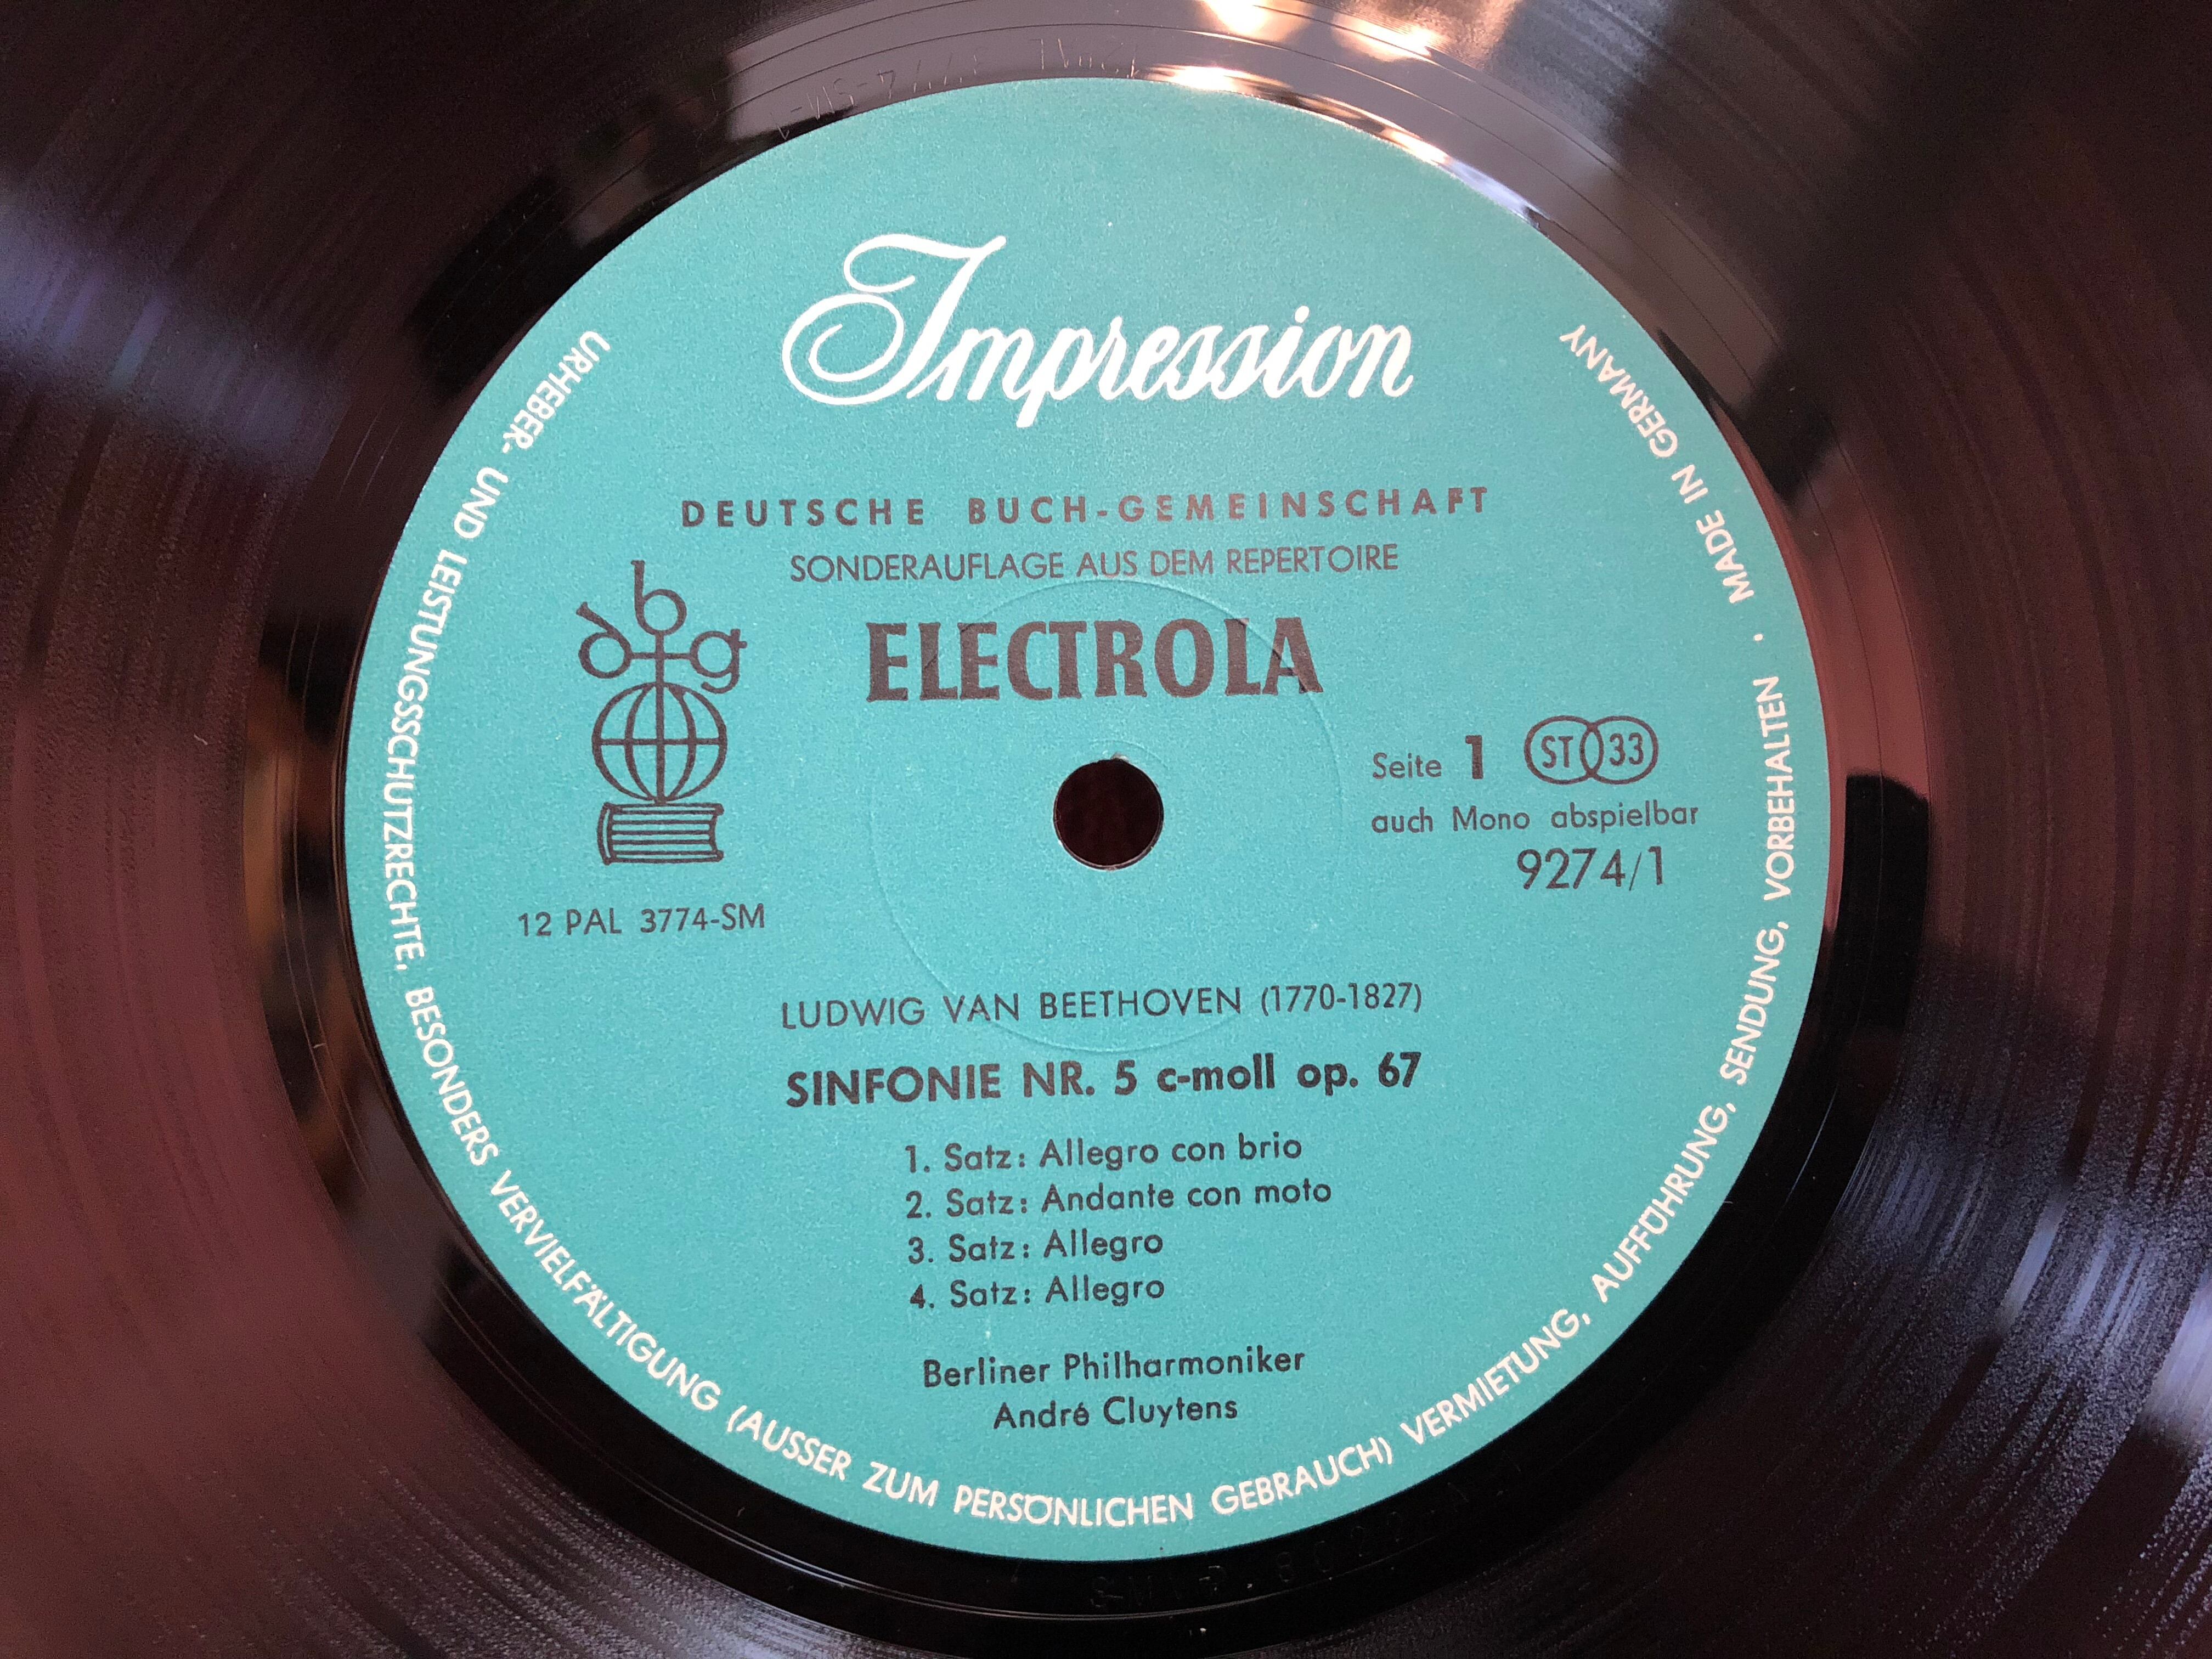 Impression
DEUTSCHE BUCH-GEMEINSCHAFT
SONDERAUFLAGE AUS DEM REPERTOIRE
ELECTROLA
dbg
Seite 1 ST 33
auch Mono abspielbar
9274/1
12 PAL 3774-SM
LUDWIG VAN BEETHOVEN (1770-1827)
SINFONIE NR. 5 c-moll op. 67
1. Satz: Allegro con brio
2. Satz: Andante con moto
3. Satz: Allegro
4. Satz: Allegro
Berliner Philharmoniker
André Cluytens
URHEBER- UND LEISTUNGSSCHUTZRECHTE, BESONDERS VERVIELFÄLTIGUNG (AUSSER ZUM PERSÖNLICHEN GEBRAUCH) VERMIETUNG, AUFFÜHRUNG, SENDUNG, VORBEHALTEN · MADE IN GERMANY